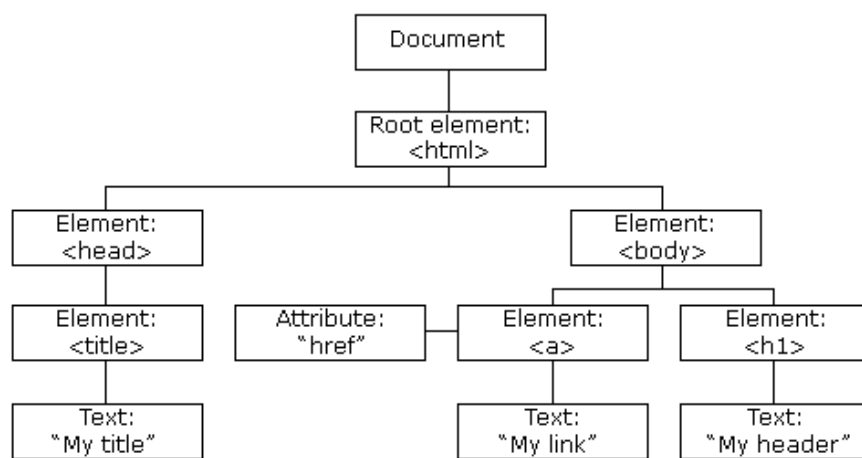 Document
Root element:
<html>
Element:
<head>
Element:
<body>
Element:
<title>
Attribute:
“href”
Element:
<a>
Element:
<h1>
Text:
“My title”
Text:
“My link”
Text:
“My header”